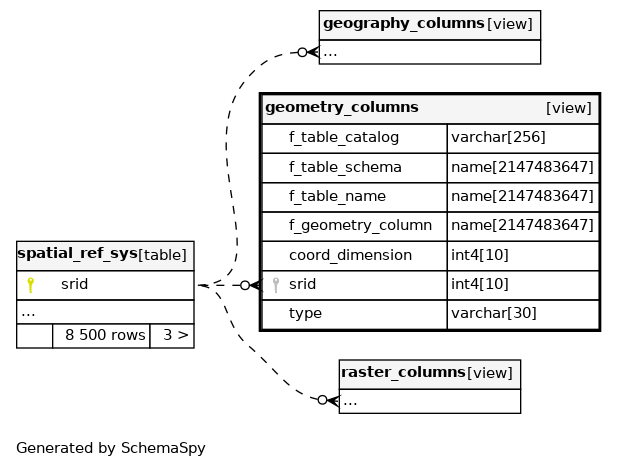 geography_columns [view]
...
geometry_columns [view]
f_table_catalog varchar[256]
f_table_schema name[2147483647]
f_table_name name[2147483647]
f_geometry_column name[2147483647]
coord_dimension int4[10]
srid int4[10]
type varchar[30]
spatial_ref_sys[table]
srid
...
8 500 rows 3 >
raster_columns[view]
...
Generated by SchemaSpy